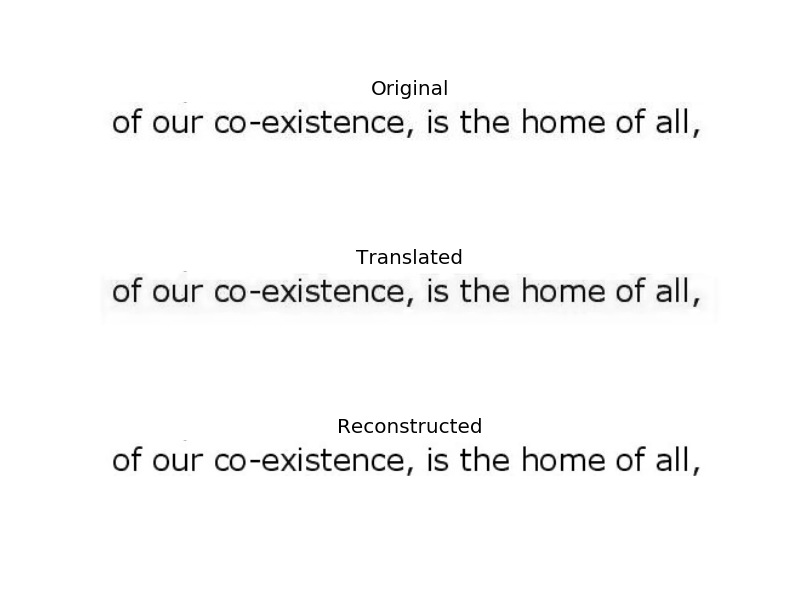 Original
of our co-existence, is the home of all,
Translated
of our co-existence, is the home of all,
Reconstructed
of our co-existence, is the home of all,